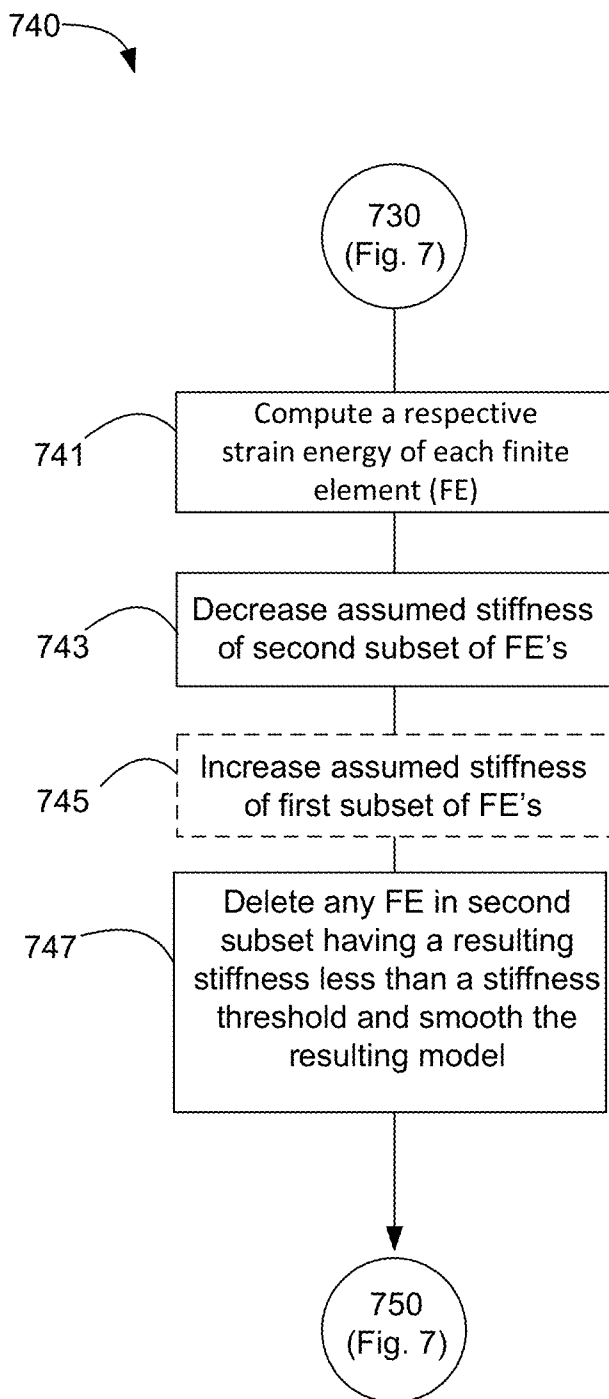 740
730
(Fig. 7)
741
Compute a respective
strain energy of each finite
element (FE)
743
Decrease assumed stiffness
of second subset of FE's
745
Increase assumed stiffness
of first subset of FE's
747
Delete any FE in second
subset having a resulting
stiffness less than a stiffness
threshold and smooth the
resulting model
750
(Fig. 7)